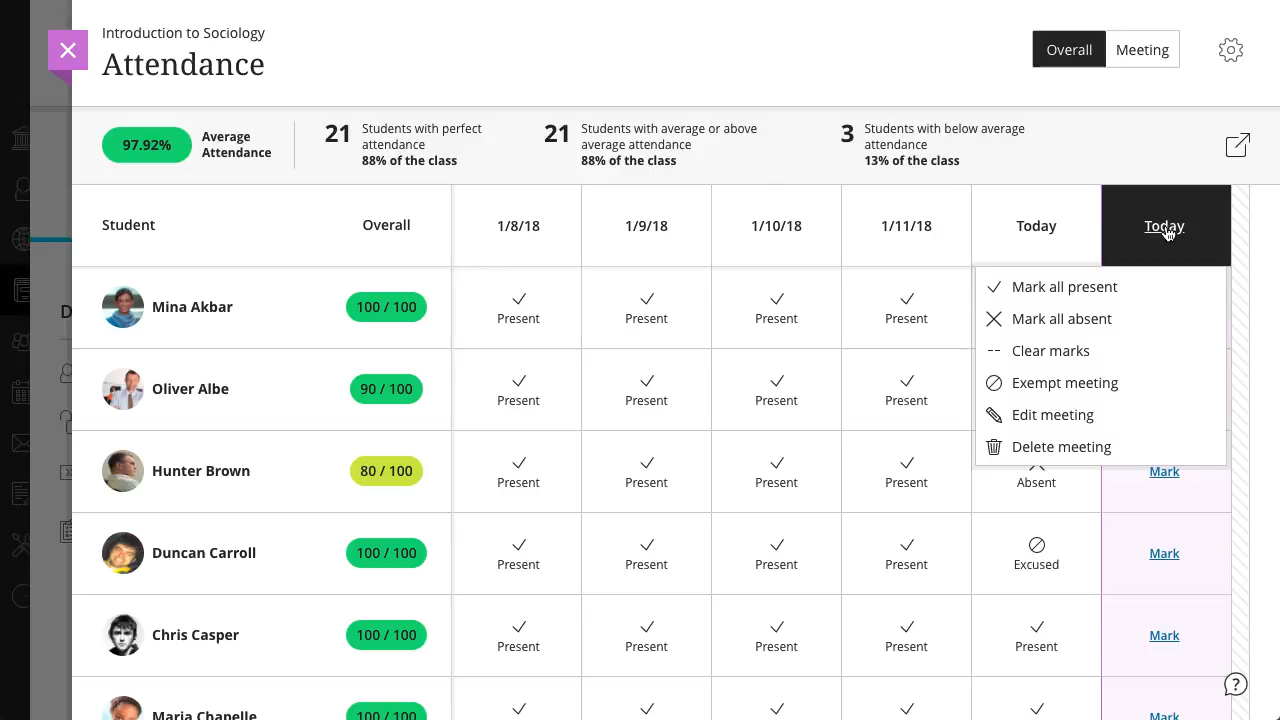 Introduction to Sociology
Attendance
Overall
Meeting
97.92%
Average
Attendance
21
Students with perfect
attendance
88% of the class
21
Students with average or above
average attendance
88% of the class
3
Students with below average
attendance
13% of the class
Student
Overall
1/8/18
1/9/18
1/10/18
1/11/18
Today
Today
Mina Akbar
100 / 100
Present
Present
Present
Present
Mark all present
Mark all absent
Clear marks
Exempt meeting
Edit meeting
Delete meeting
Oliver Albe
90 / 100
Present
Present
Present
Present
Hunter Brown
80 / 100
Present
Present
Present
Present
Absent
Mark
Duncan Carroll
100 / 100
Present
Present
Present
Present
Excused
Mark
Chris Casper
100 / 100
Present
Present
Present
Present
Present
Mark
Maria Chapelle
100 / 100
Mark
D
?